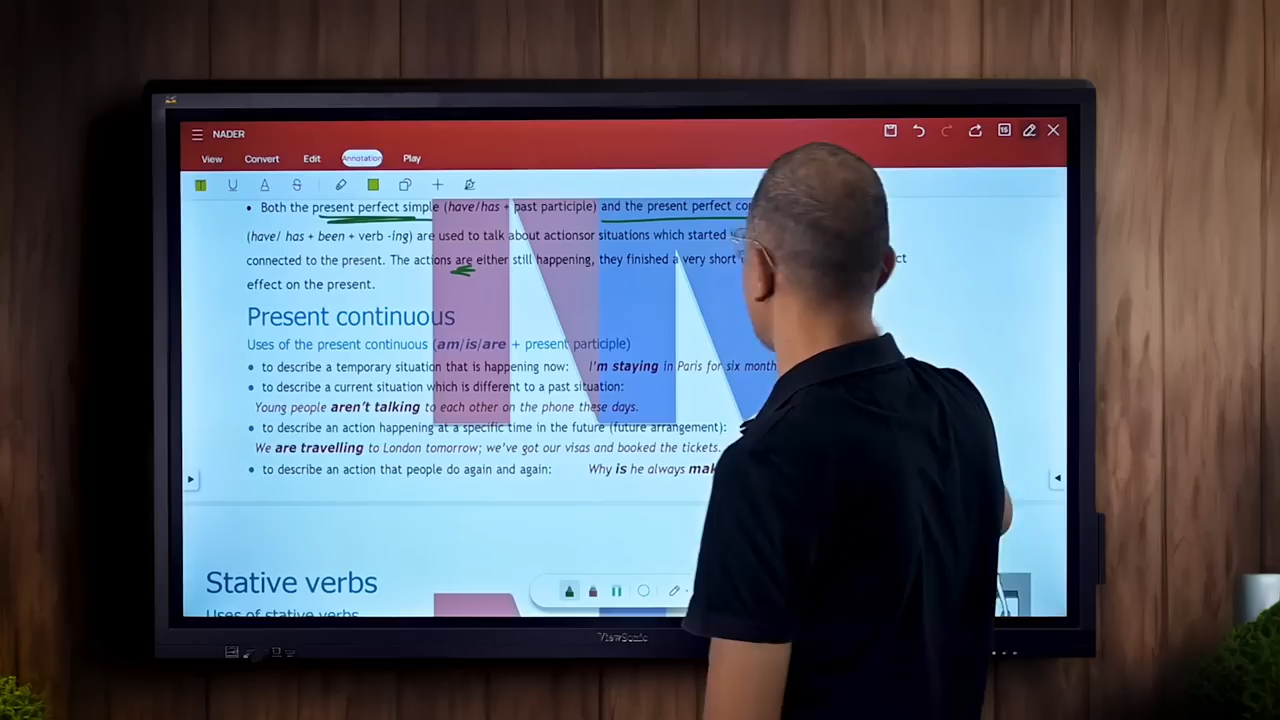 NADER
View Convert Edit Annotation Play
• Both the present perfect simple (have/has + past participle) and the present perfect
(have/ has + been + verb -ing) are used to talk about actionsor situations which started
connected to the present. The actions are either still happening, they finished a very short
effect on the present.
Present continuous
Uses of the present continuous (am/is/are + present participle)
• to describe a temporary situation that is happening now: I'm staying in Paris for six month
• to describe a current situation which is different to a past situation:
Young people aren't talking to each other on the phone these days.
• to describe an action happening at a specific time in the future (future arrangement):
We are travelling to London tomorrow; we've got our visas and booked the tickets.
• to describe an action that people do again and again: Why is he always
Stative verbs
Uses of stative verbs
ViewSonic